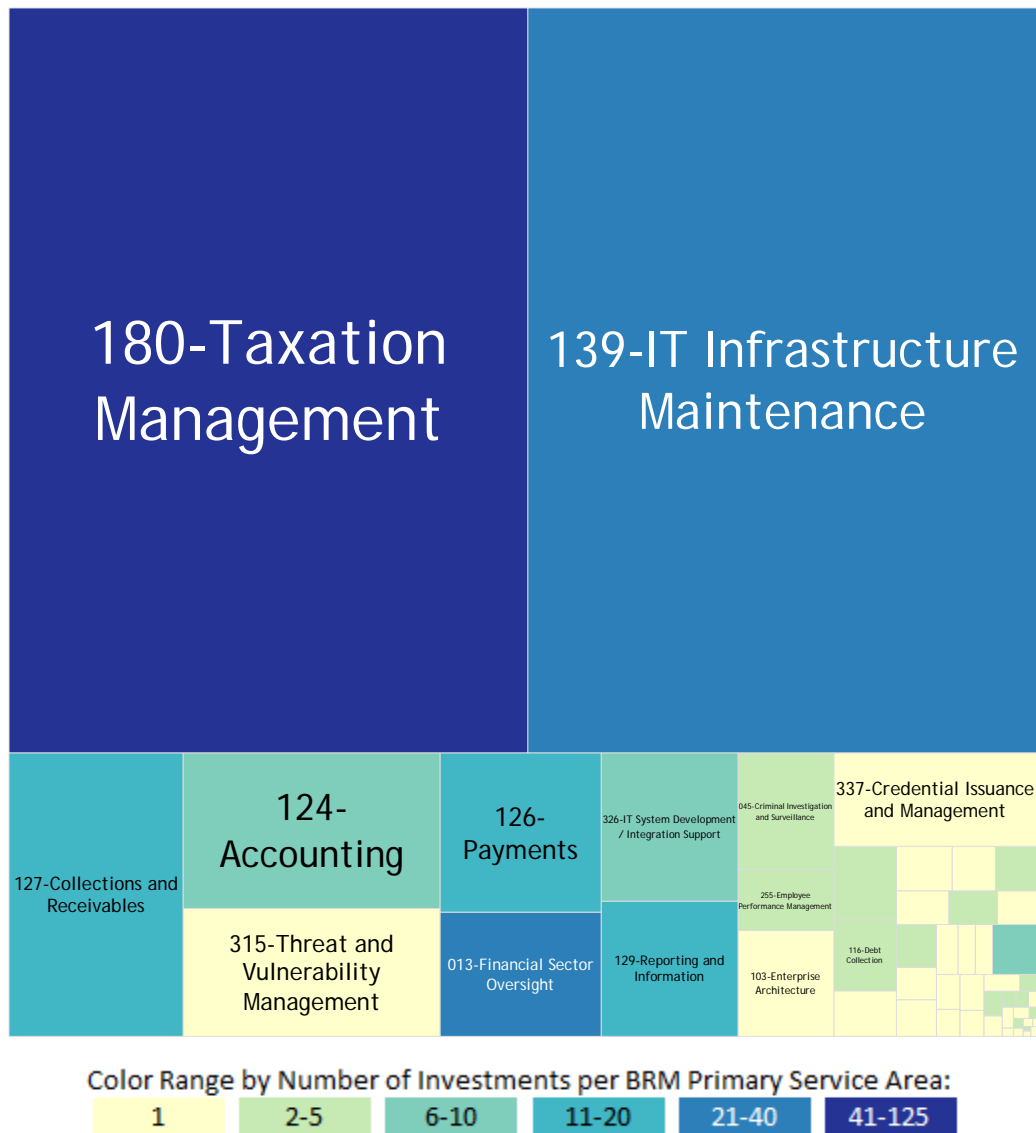 180-Taxation
Management
139-IT Infrastructure
Maintenance
127-Collections and
Receivables
124-
Accounting
315-Threat and
Vulnerability
Management
126-
Payments
013-Financial Sector
Oversight
326-IT System Development
/ Integration Support
129-Reporting and
Information
045-Criminal Investigation
and Surveillance
255-Employee
Performance Management
103-Enterprise
Architecture
337-Credential Issuance
and Management
116-Debt
Collection
Color Range by Number of Investments per BRM Primary Service Area:
1 2-5 6-10 11-20 21-40 41-125